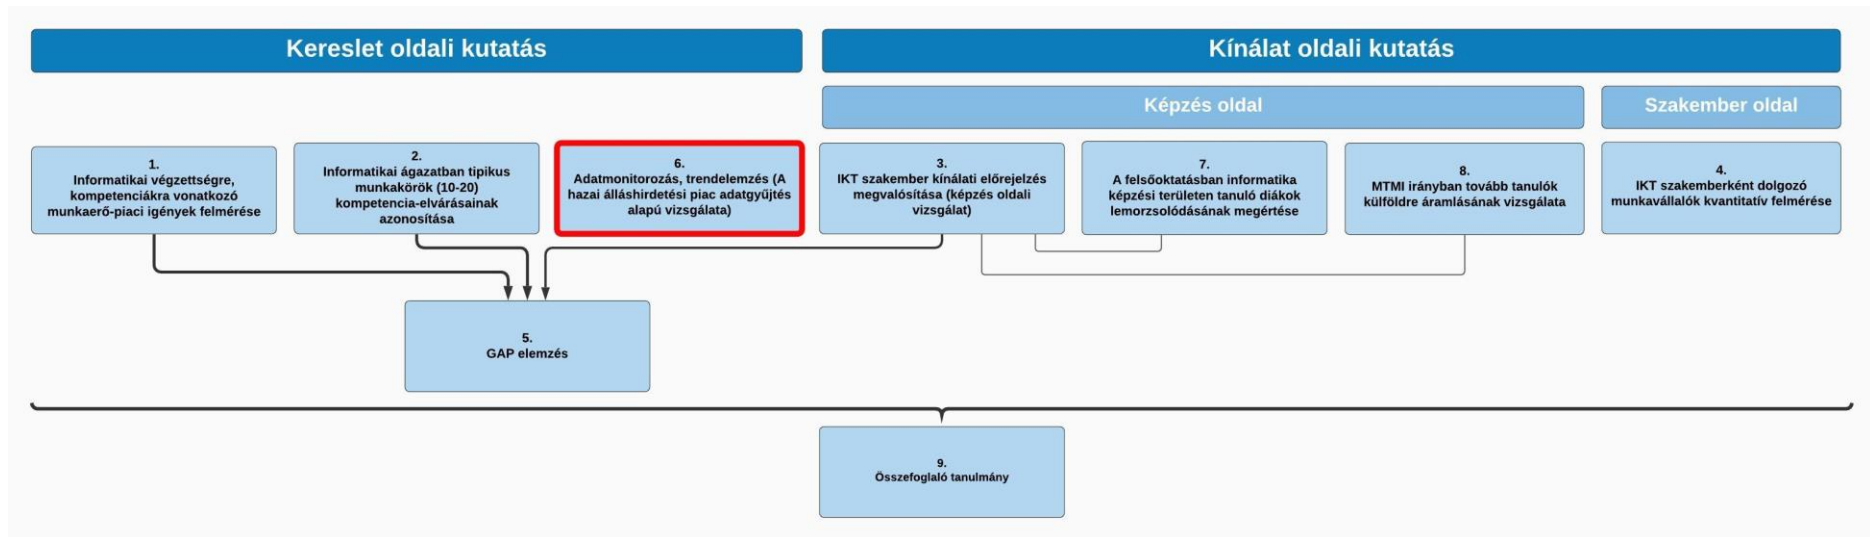 Kereslet oldali kutatás
Kínálat oldali kutatás
Képzés oldal
Szakember oldal
1.
Informatikai végzettségre,
kompetenciákra vonatkozó
munkaerő-piaci igények felmérése
2.
Informatikai ágazatban tipikus
munkakörök (10-20)
kompetencia-elvárásainak
azonosítása
6.
Adatmonitorozás, trendelemzés (A
hazai álláshirdetési piac adatgyűjtés
alapú vizsgálata)
3.
IKT szakember kínálati előrejelzés
megvalósítása (képzés oldali
vizsgálat)
7.
A felsőoktatásban informatika
képzési területen tanuló diákok
lemorzsolódásának megértése
8.
MTMI irányban tovább tanulók
külföldre áramlásának vizsgálata
4.
IKT szakemberként dolgozó
munkavállalók kvantitatív felmérése
5.
GAP elemzés
9.
Összefoglaló tanulmány